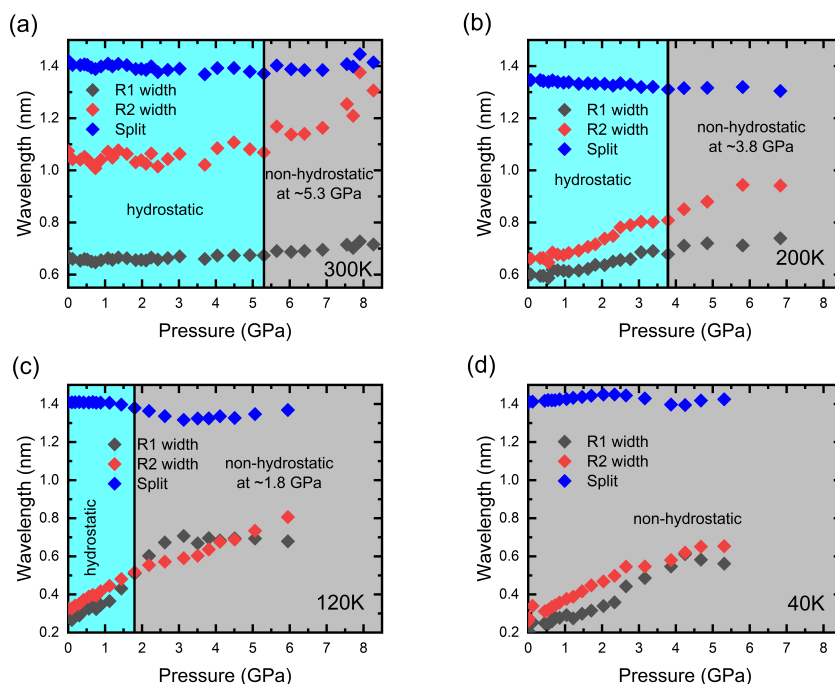 (a)
Wavelength (nm)
1.4
1.2
1.0
0.8
0.6
R1 width
R2 width
Split
hydrostatic
non-hydrostatic
at ~5.3 GPa
300K
0 1 2 3 4 5 6 7 8
Pressure (GPa)
(b)
Wavelength (nm)
1.4
1.2
1.0
0.8
0.6
R1 width
R2 width
Split
hydrostatic
non-hydrostatic
at ~3.8 GPa
200K
0 1 2 3 4 5 6 7 8
Pressure (GPa)
(c)
Wavelength (nm)
1.4
1.2
1.0
0.8
0.6
0.4
0.2
R1 width
R2 width
Split
hydrostatic
non-hydrostatic
at ~1.8 GPa
120K
0 1 2 3 4 5 6 7 8
Pressure (GPa)
(d)
Wavelength (nm)
1.4
1.2
1.0
0.8
0.6
0.4
0.2
R1 width
R2 width
Split
non-hydrostatic
40K
0 1 2 3 4 5 6 7 8
Pressure (GPa)